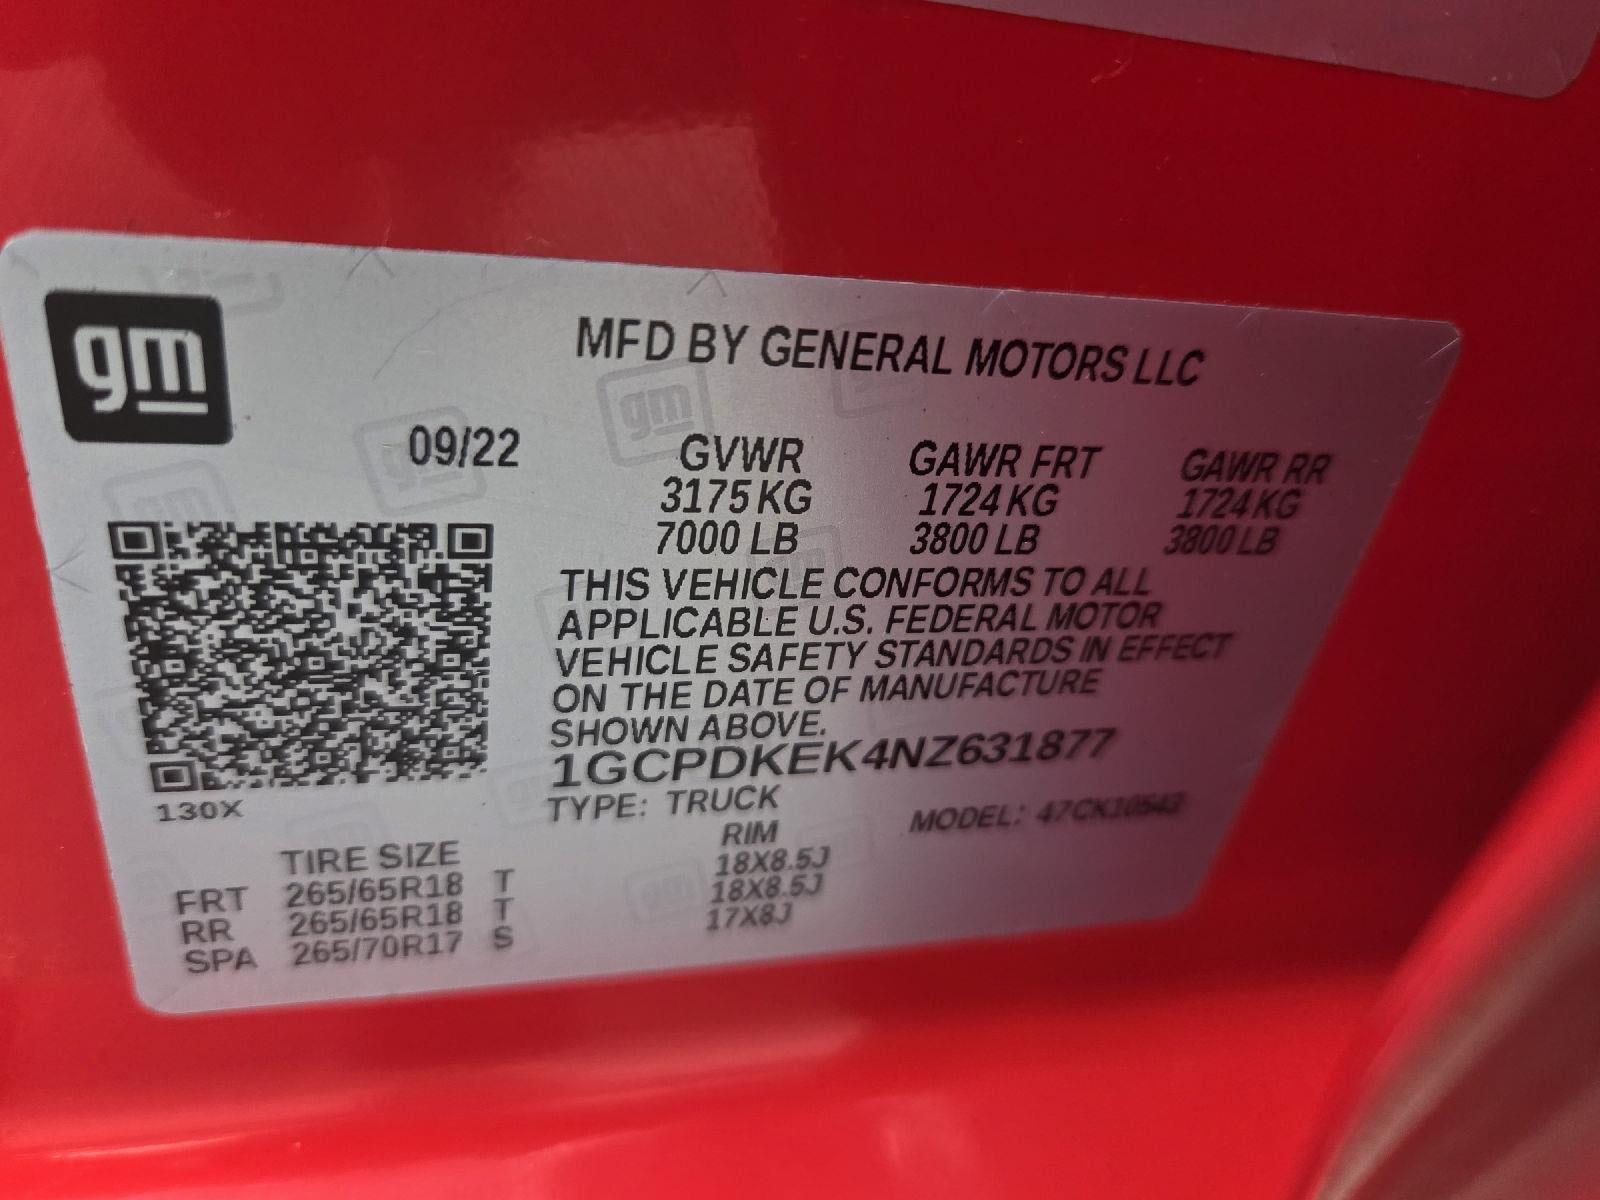 gm
MFD BY GENERAL MOTORS LLC
09/22
GVWR GAWR FRT GAWR RR
3175 KG 1724 KG 1724 KG
7000 LB 3800 LB 3800 LB
THIS VEHICLE CONFORMS TO ALL
APPLICABLE U.S. FEDERAL MOTOR
VEHICLE SAFETY STANDARDS IN EFFECT
ON THE DATE OF MANUFACTURE
SHOWN ABOVE.
1GCPDKEK4NZ631877
130X
TYPE: TRUCK MODEL: 47CK10543
TIRE SIZE RIM
FRT 265/65R18 T 18X8.5J
RR 265/65R18 T 18X8.5J
SPA 265/70R17 S 17X8J